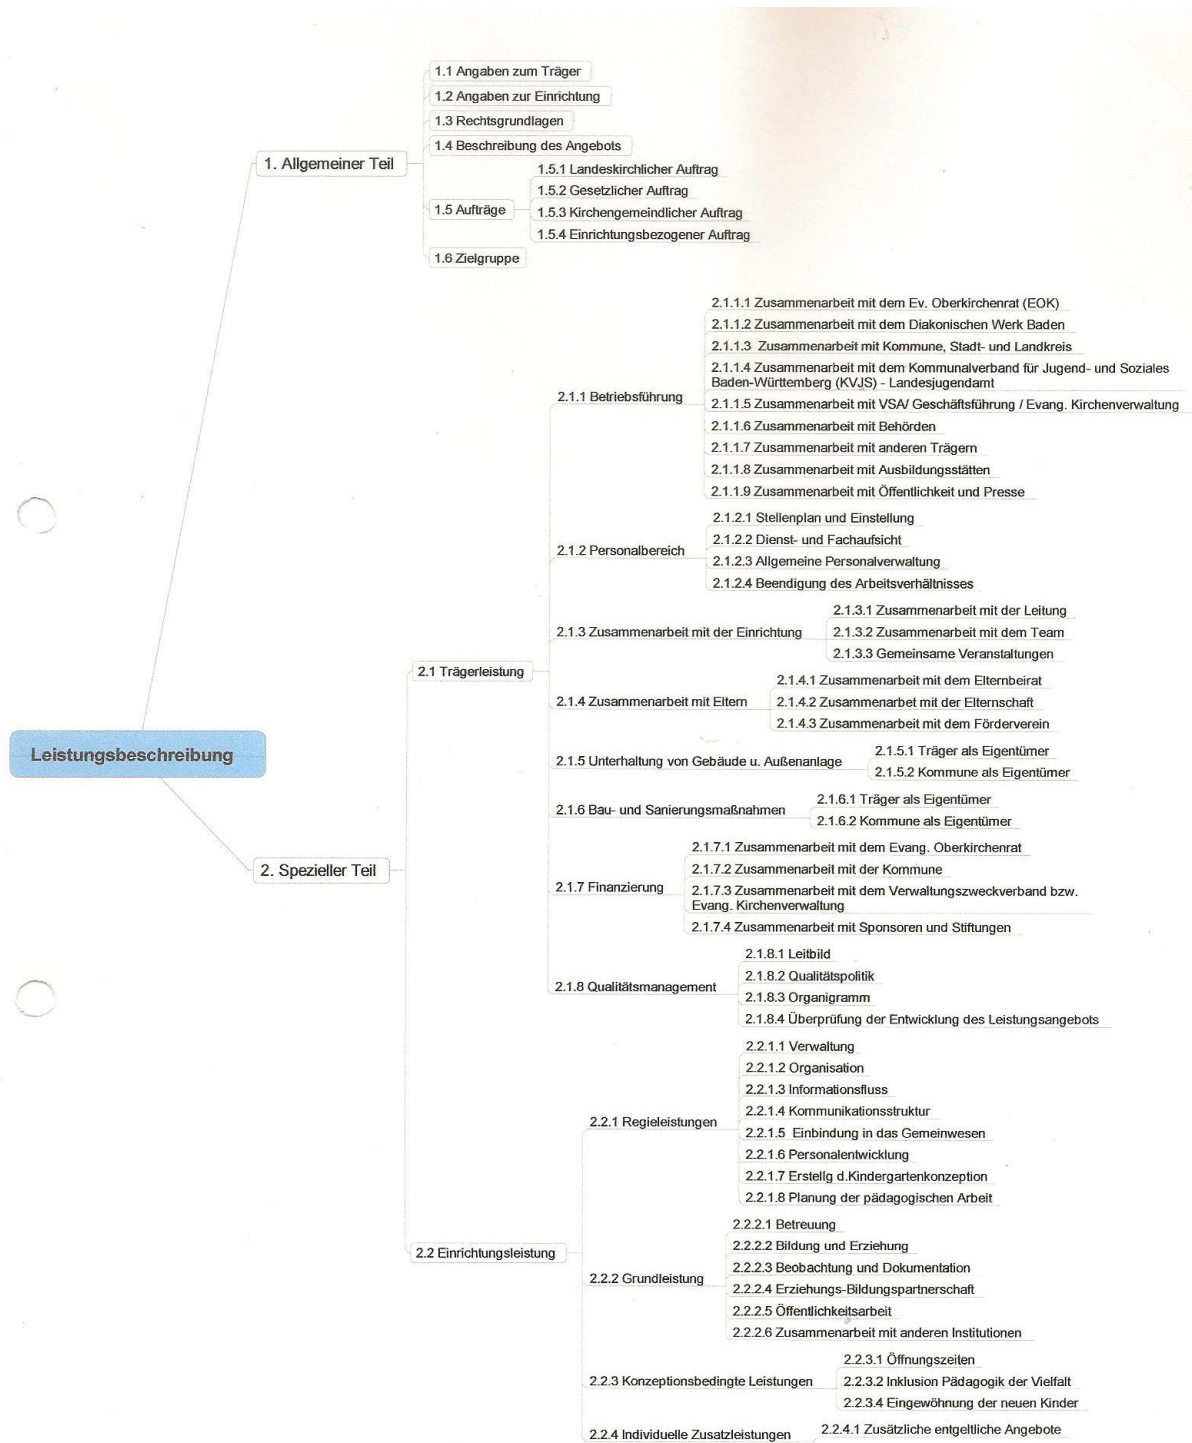 Leistungsbeschreibung
1. Allgemeiner Teil
1.1 Angaben zum Träger
1.2 Angaben zur Einrichtung
1.3 Rechtsgrundlagen
1.4 Beschreibung des Angebots
1.5 Aufträge
1.5.1 Landeskirchlicher Auftrag
1.5.2 Gesetzlicher Auftrag
1.5.3 Kirchengemeindlicher Auftrag
1.5.4 Einrichtungsbezogener Auftrag
1.6 Zielgruppe
2. Spezieller Teil
2.1 Trägerleistung
2.1.1 Betriebsführung
2.1.1.1 Zusammenarbeit mit dem Ev. Oberkirchenrat (EOK)
2.1.1.2 Zusammenarbeit mit dem Diakonischen Werk Baden
2.1.1.3 Zusammenarbeit mit Kommune, Stadt- und Landkreis
2.1.1.4 Zusammenarbeit mit dem Kommunalverband für Jugend- und Soziales
Baden-Württemberg (KVJS) - Landesjugendamt
2.1.1.5 Zusammenarbeit mit VSA/ Geschäftsführung / Evang. Kirchenverwaltung
2.1.1.6 Zusammenarbeit mit Behörden
2.1.1.7 Zusammenarbeit mit anderen Trägern
2.1.1.8 Zusammenarbeit mit Ausbildungsstätten
2.1.1.9 Zusammenarbeit mit Öffentlichkeit und Presse
2.1.2 Personalbereich
2.1.2.1 Stellenplan und Einstellung
2.1.2.2 Dienst- und Fachaufsicht
2.1.2.3 Allgemeine Personalverwaltung
2.1.2.4 Beendigung des Arbeitsverhältnisses
2.1.3 Zusammenarbeit mit der Einrichtung
2.1.3.1 Zusammenarbeit mit der Leitung
2.1.3.2 Zusammenarbeit mit dem Team
2.1.3.3 Gemeinsame Veranstaltungen
2.1.4 Zusammenarbeit mit Eltern
2.1.4.1 Zusammenarbeit mit dem Elternbeirat
2.1.4.2 Zusammenarbet mit der Elternschaft
2.1.4.3 Zusammenarbeit mit dem Förderverein
2.1.5 Unterhaltung von Gebäude u. Außenanlage
2.1.5.1 Träger als Eigentümer
2.1.5.2 Kommune als Eigentümer
2.1.6 Bau- und Sanierungsmaßnahmen
2.1.6.1 Träger als Eigentümer
2.1.6.2 Kommune als Eigentümer
2.1.7 Finanzierung
2.1.7.1 Zusammenarbeit mit dem Evang. Oberkirchenrat
2.1.7.2 Zusammenarbeit mit der Kommune
2.1.7.3 Zusammenarbeit mit dem Verwaltungszweckverband bzw.
Evang. Kirchenverwaltung
2.1.7.4 Zusammenarbeit mit Sponsoren und Stiftungen
2.1.8 Qualitätsmanagement
2.1.8.1 Leitbild
2.1.8.2 Qualitätspolitik
2.1.8.3 Organigramm
2.1.8.4 Überprüfung der Entwicklung des Leistungsangebots
2.2 Einrichtungsleistung
2.2.1 Regieleistungen
2.2.1.1 Verwaltung
2.2.1.2 Organisation
2.2.1.3 Informationsfluss
2.2.1.4 Kommunikationsstruktur
2.2.1.5 Einbindung in das Gemeinwesen
2.2.1.6 Personalentwicklung
2.2.1.7 Erstellg d.Kindergartenkonzeption
2.2.1.8 Planung der pädagogischen Arbeit
2.2.2 Grundleistung
2.2.2.1 Betreuung
2.2.2.2 Bildung und Erziehung
2.2.2.3 Beobachtung und Dokumentation
2.2.2.4 Erziehungs-Bildungspartnerschaft
2.2.2.5 Öffentlichkeitsarbeit
2.2.2.6 Zusammenarbeit mit anderen Institutionen
2.2.3 Konzeptionsbedingte Leistungen
2.2.3.1 Öffnungszeiten
2.2.3.2 Inklusion Pädagogik der Vielfalt
2.2.3.4 Eingewöhnung der neuen Kinder
2.2.4 Individuelle Zusatzleistungen
2.2.4.1 Zusätzliche entgeltliche Angebote